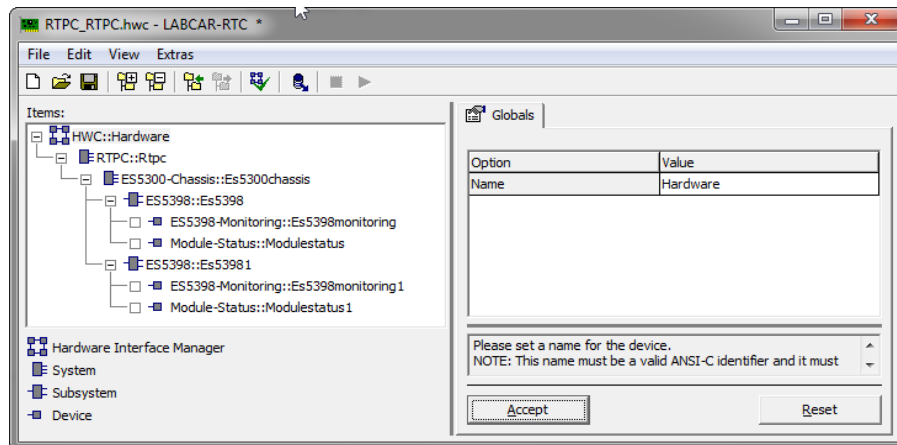 RTPC_RTPC.hwc - LABCAR-RTC *
File Edit View Extras
Items:
HWC::Hardware
RTPC::Rtpc
ES5300-Chassis::Es5300chassis
ES5398::Es5398
ES5398-Monitoring::Es5398monitoring
Module-Status::Modulestatus
ES5398::Es53981
ES5398-Monitoring::Es5398monitoring1
Module-Status::Modulestatus1
Hardware Interface Manager
System
Subsystem
Device
Globals
Option Value
Name Hardware
Please set a name for the device.
NOTE: This name must be a valid ANSI-C identifier and it must
Accept Reset